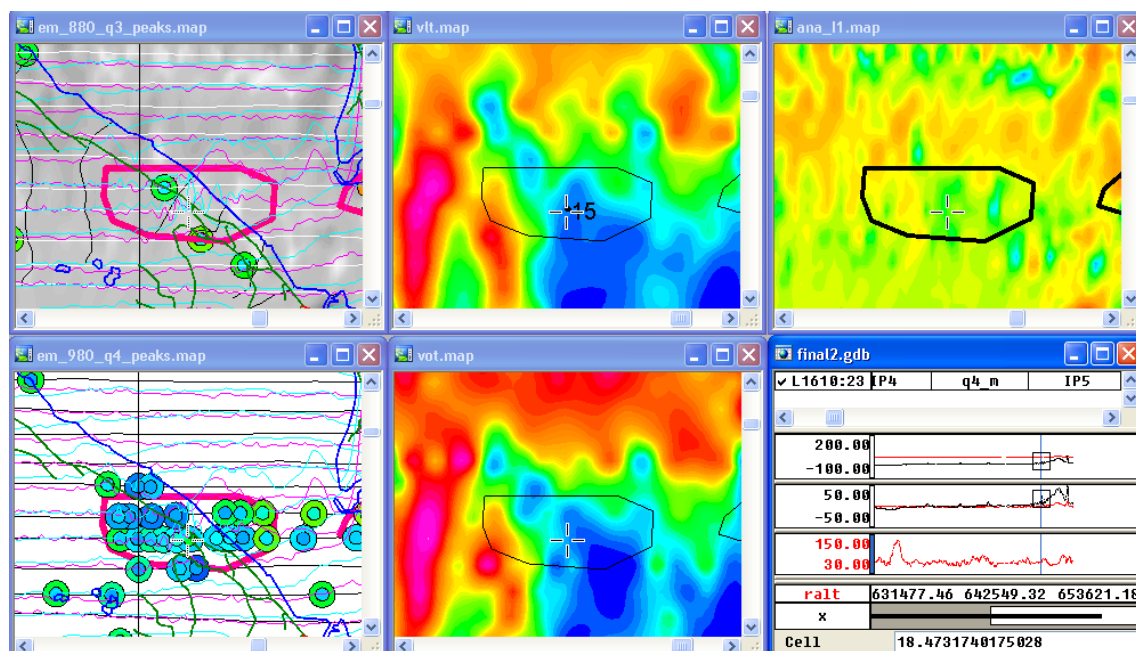 em_880_q3_peaks.map
vlt.map
ana_l1.map
15
em_980_q4_peaks.map
vot.map
final2.gdb
L1610:23 IP4 q4_m IP5
200.00
-100.00
50.00
-50.00
150.00
30.00
ralt 631477.46 642549.32 653621.18
x
Cell 18.4731740175028